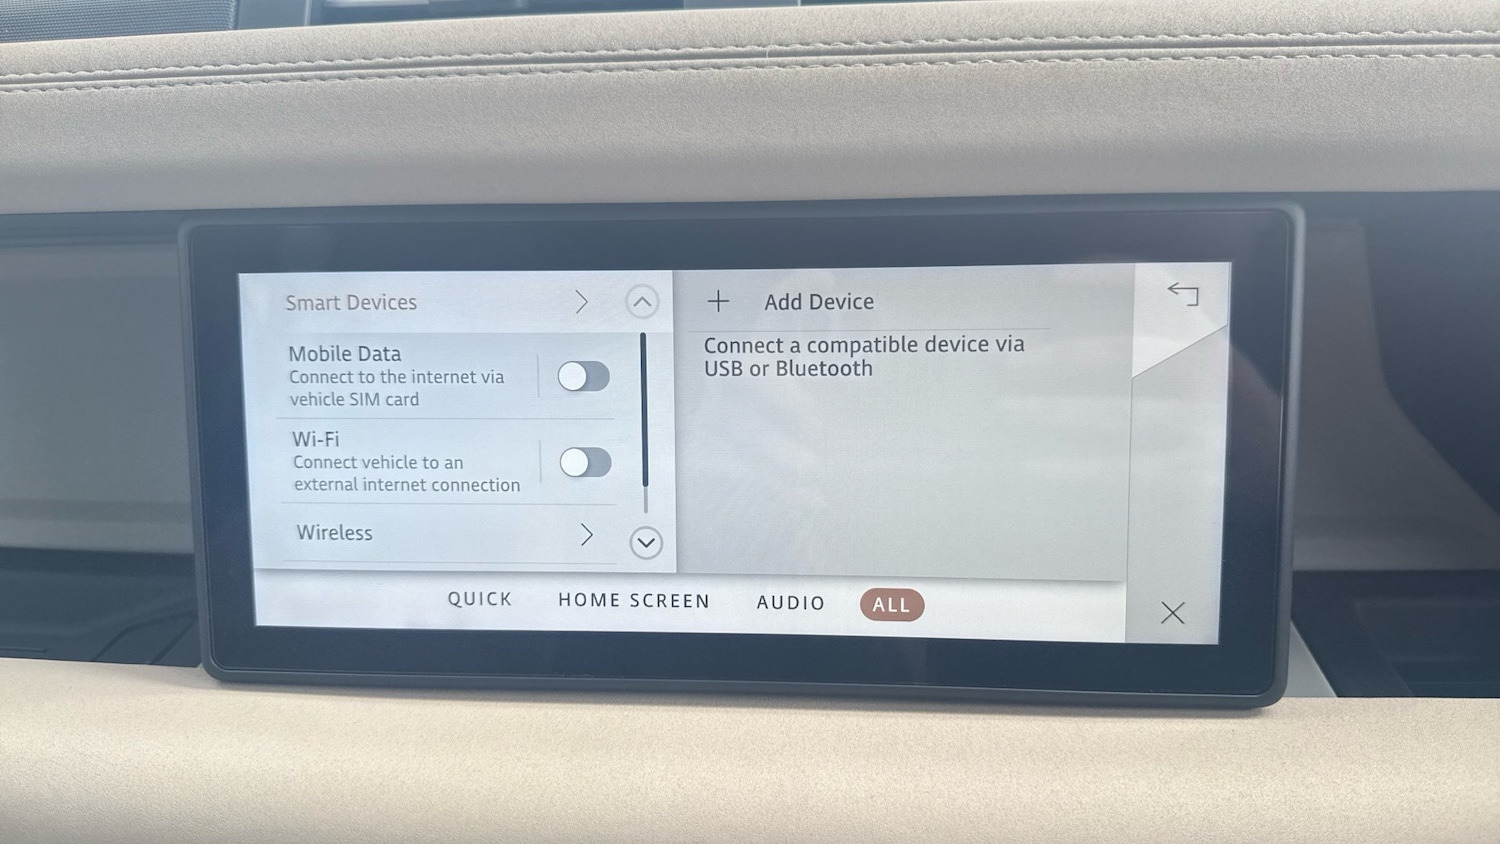 Smart Devices
Mobile Data
Connect to the internet via
vehicle SIM card
Wi-Fi
Connect vehicle to an
external internet connection
Wireless
Add Device
Connect a compatible device via
USB or Bluetooth
QUICK HOME SCREEN AUDIO ALL